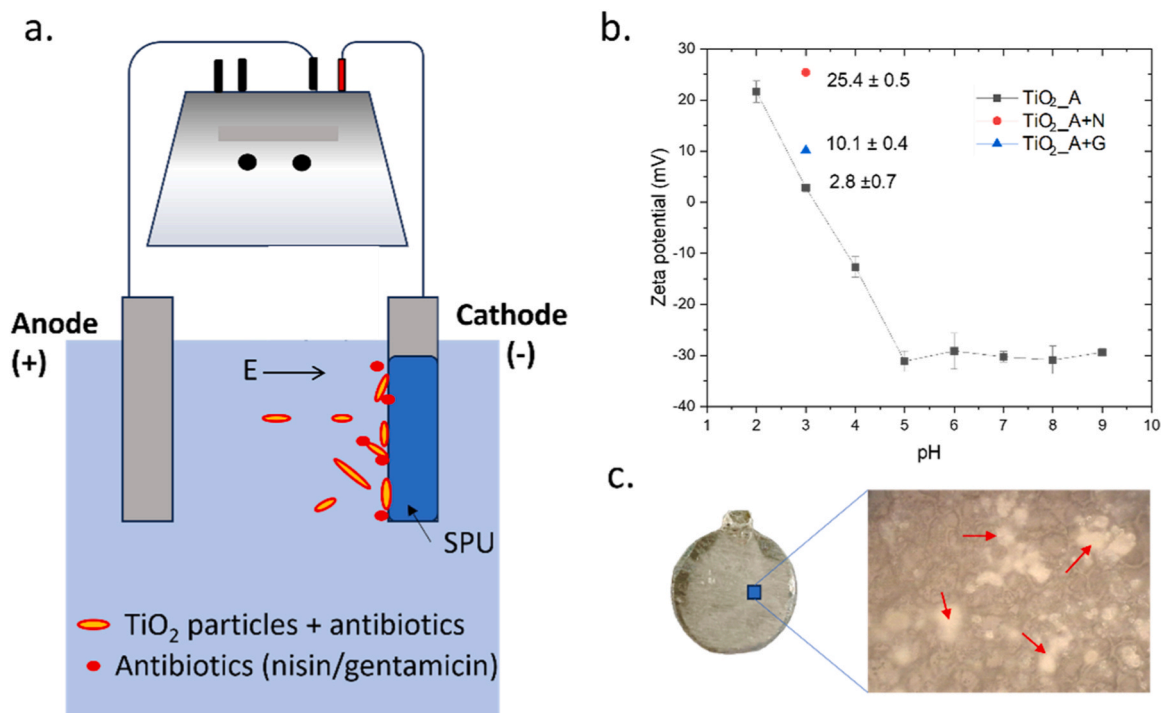 a.
Anode
(+)
Cathode
(-)
E
SPU
TiO₂ particles + antibiotics
Antibiotics (nisin/gentamicin)
b.
30
20
10
0
-10
-20
-30
-40
Zeta potential (mV)
25.4 ± 0.5
10.1 ± 0.4
2.8 ±0.7
TiO₂_A
TiO₂_A+N
TiO₂_A+G
1 2 3 4 5 6 7 8 9 10
pH
c.